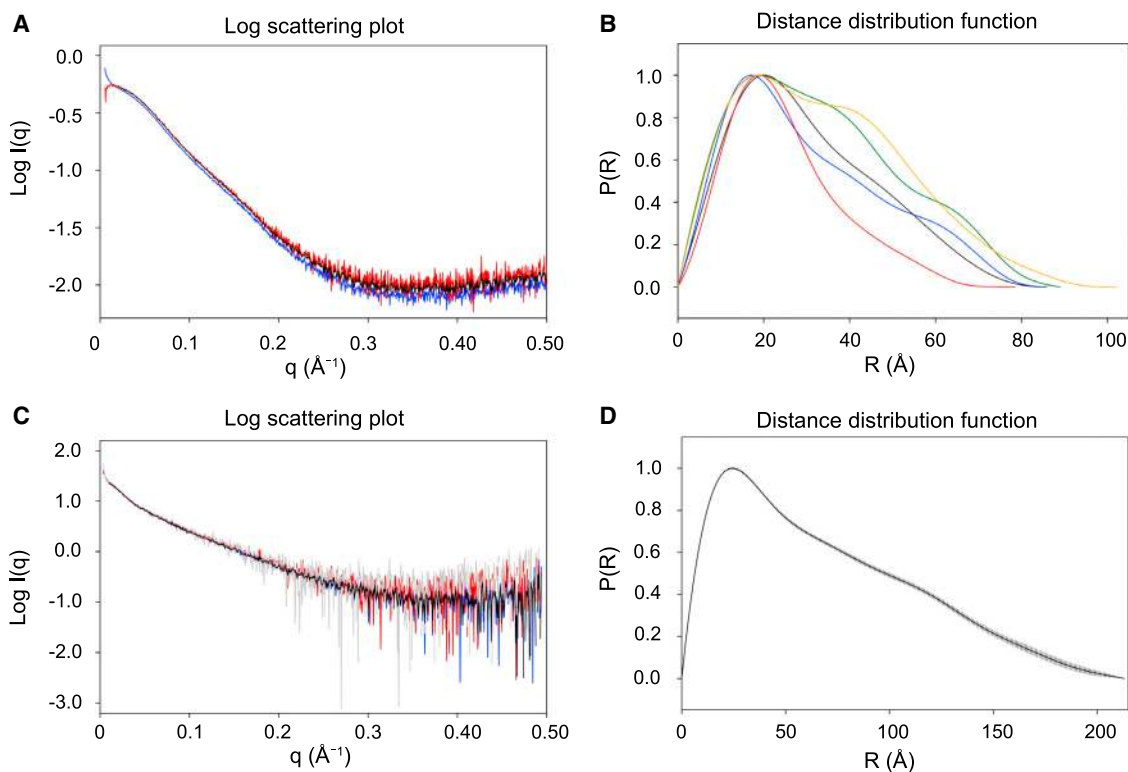 A
Log scattering plot
0.0
-0.5
-1.0
-1.5
-2.0
Log I(q)
0
0.1
0.2
0.3
0.40
0.50
q (Å⁻¹)
B
Distance distribution function
1.0
0.8
0.6
0.4
0.2
0.0
P(R)
0
20
40
60
80
100
R (Å)
C
Log scattering plot
2.0
1.0
0.0
-1.0
-2.0
-3.0
Log I(q)
0
0.1
0.2
0.3
0.40
0.50
q (Å⁻¹)
D
Distance distribution function
1.0
0.8
0.6
0.4
0.2
0.0
P(R)
0
50
100
150
200
R (Å)